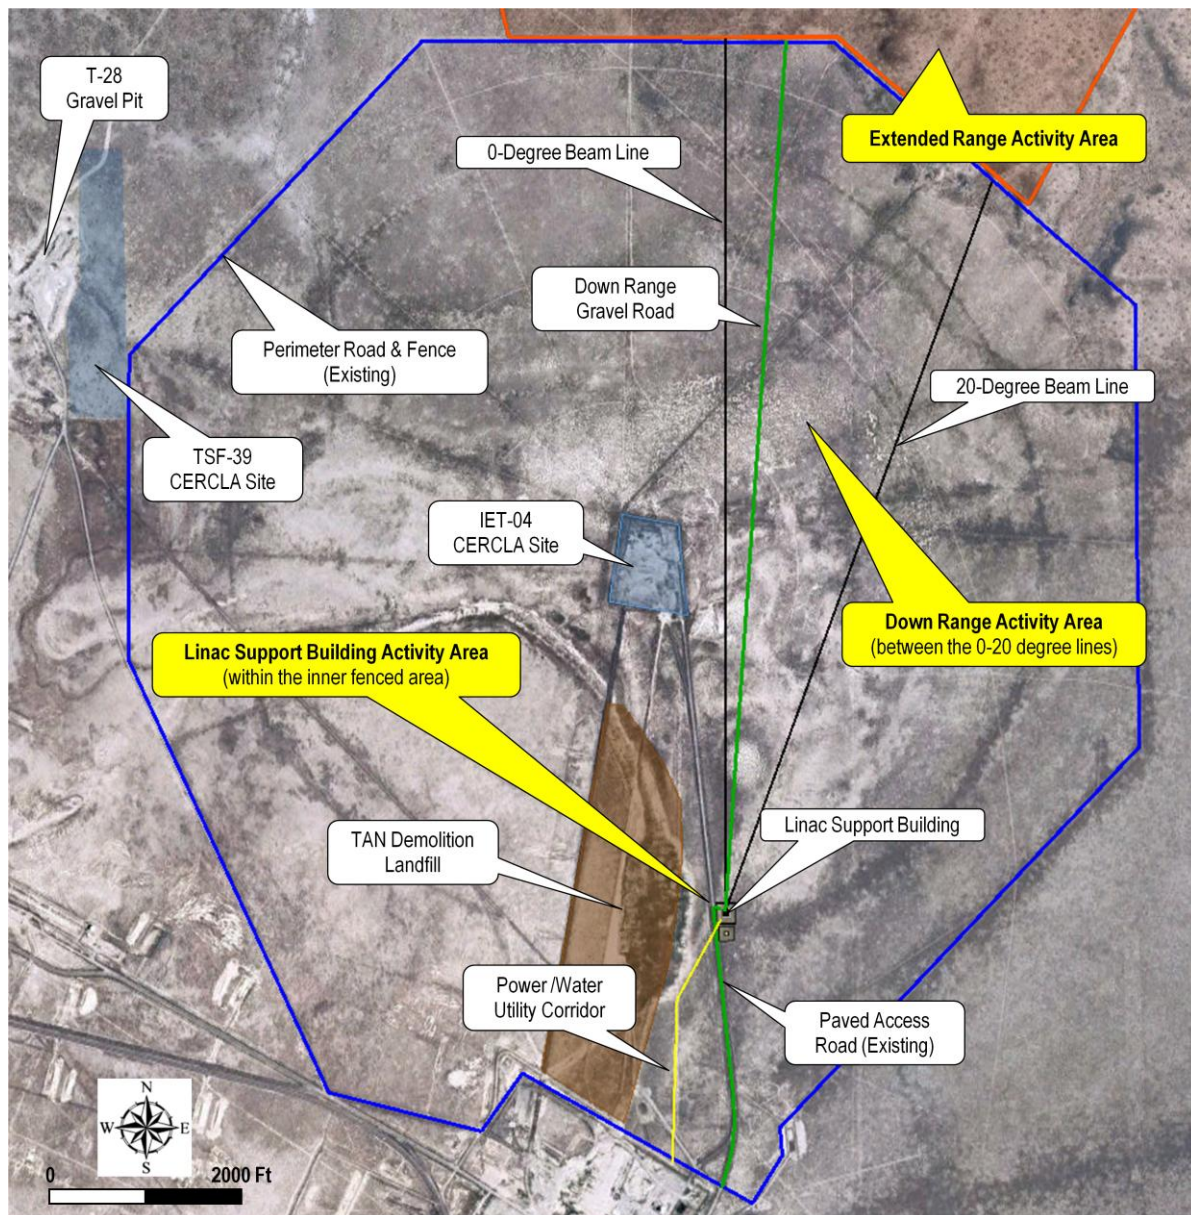 T-28
Gravel Pit
0-Degree Beam Line
Extended Range Activity Area
Down Range
Gravel Road
Perimeter Road & Fence
(Existing)
20-Degree Beam Line
TSF-39
CERCLA Site
IET-04
CERCLA Site
Down Range Activity Area
(between the 0-20 degree lines)
Linac Support Building Activity Area
(within the inner fenced area)
Linac Support Building
TAN Demolition
Landfill
Power /Water
Utility Corridor
Paved Access
Road (Existing)
N
W E
S
0 2000 Ft